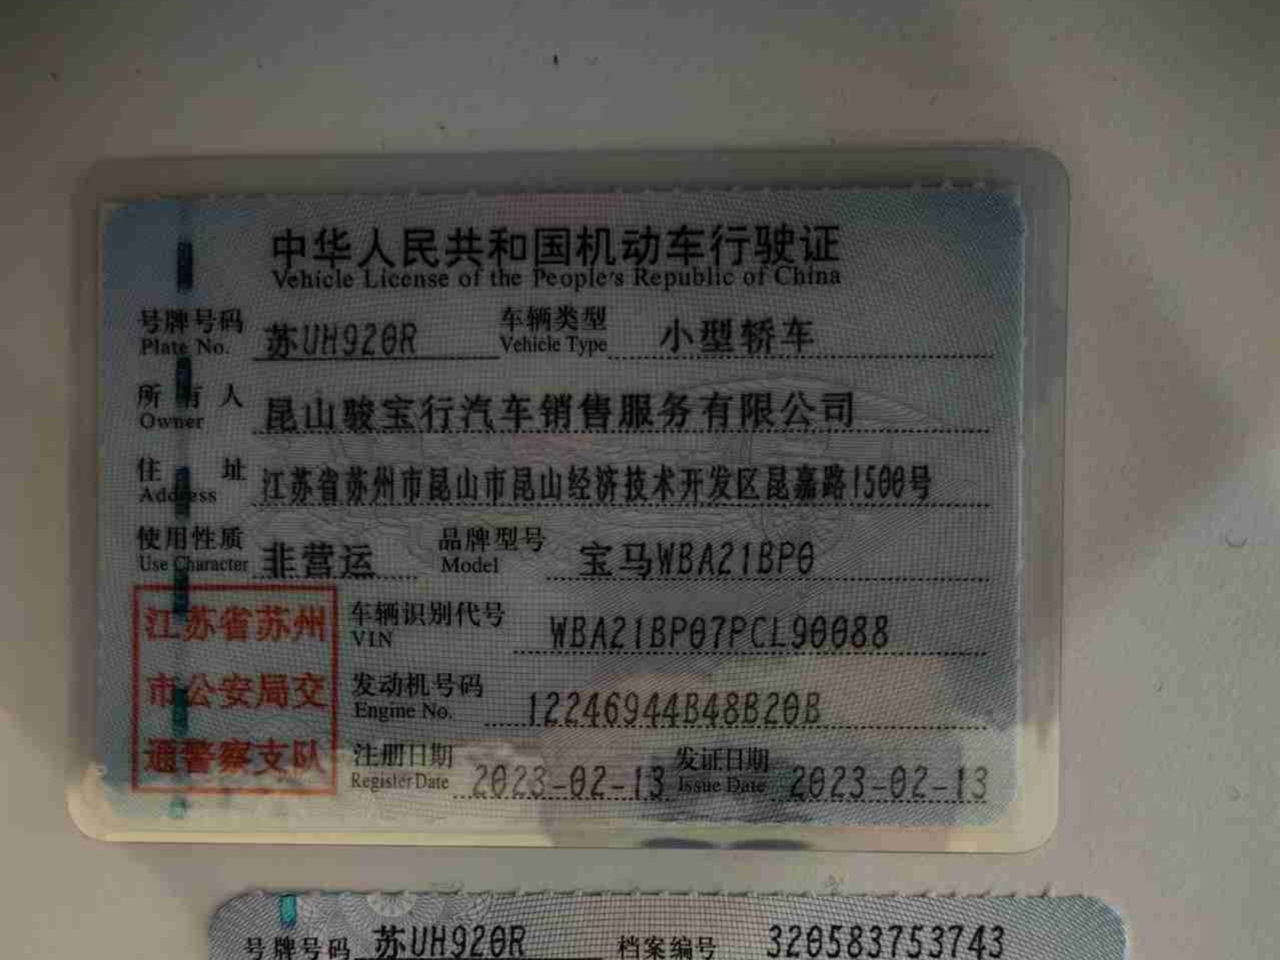 中华人民共和国机动车行驶证
Vehicle License of the People's Republic of China
号牌号码 Plate No. 苏UH920R 车辆类型 Vehicle Type 小型轿车
所有人 Owner 昆山骏宝行汽车销售服务有限公司
住址 Address 江苏省苏州市昆山市昆山经济技术开发区昆嘉路1500号
使用性质 Use Character 非营运 品牌型号 Model 宝马WBA21BP0
江苏省苏州
市公安局交
通警察支队
车辆识别代号 VIN WBA21BP07PCL90088
发动机号码 Engine No. 12246944B48B20B
注册日期 Register Date 2023-02-13 发证日期 Issue Date 2023-02-13
号牌号码 苏UH920R 档案编号 320583753743